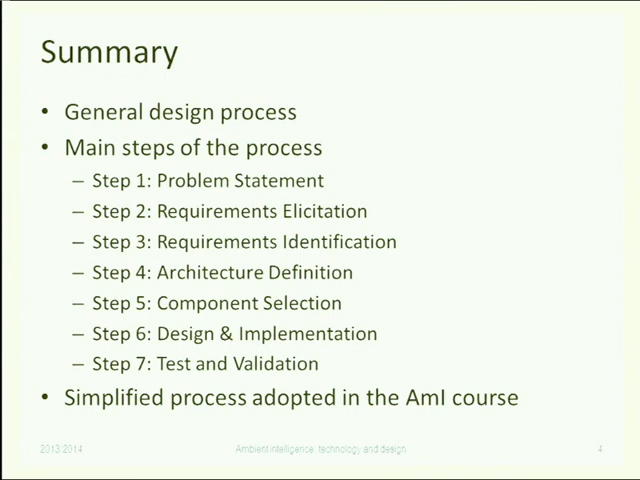 Summary
• General design process
• Main steps of the process
– Step 1: Problem Statement
– Step 2: Requirements Elicitation
– Step 3: Requirements Identification
– Step 4: Architecture Definition
– Step 5: Component Selection
– Step 6: Design & Implementation
– Step 7: Test and Validation
• Simplified process adopted in the AmI course
2013/2014 Ambient intelligence: technology and design 4